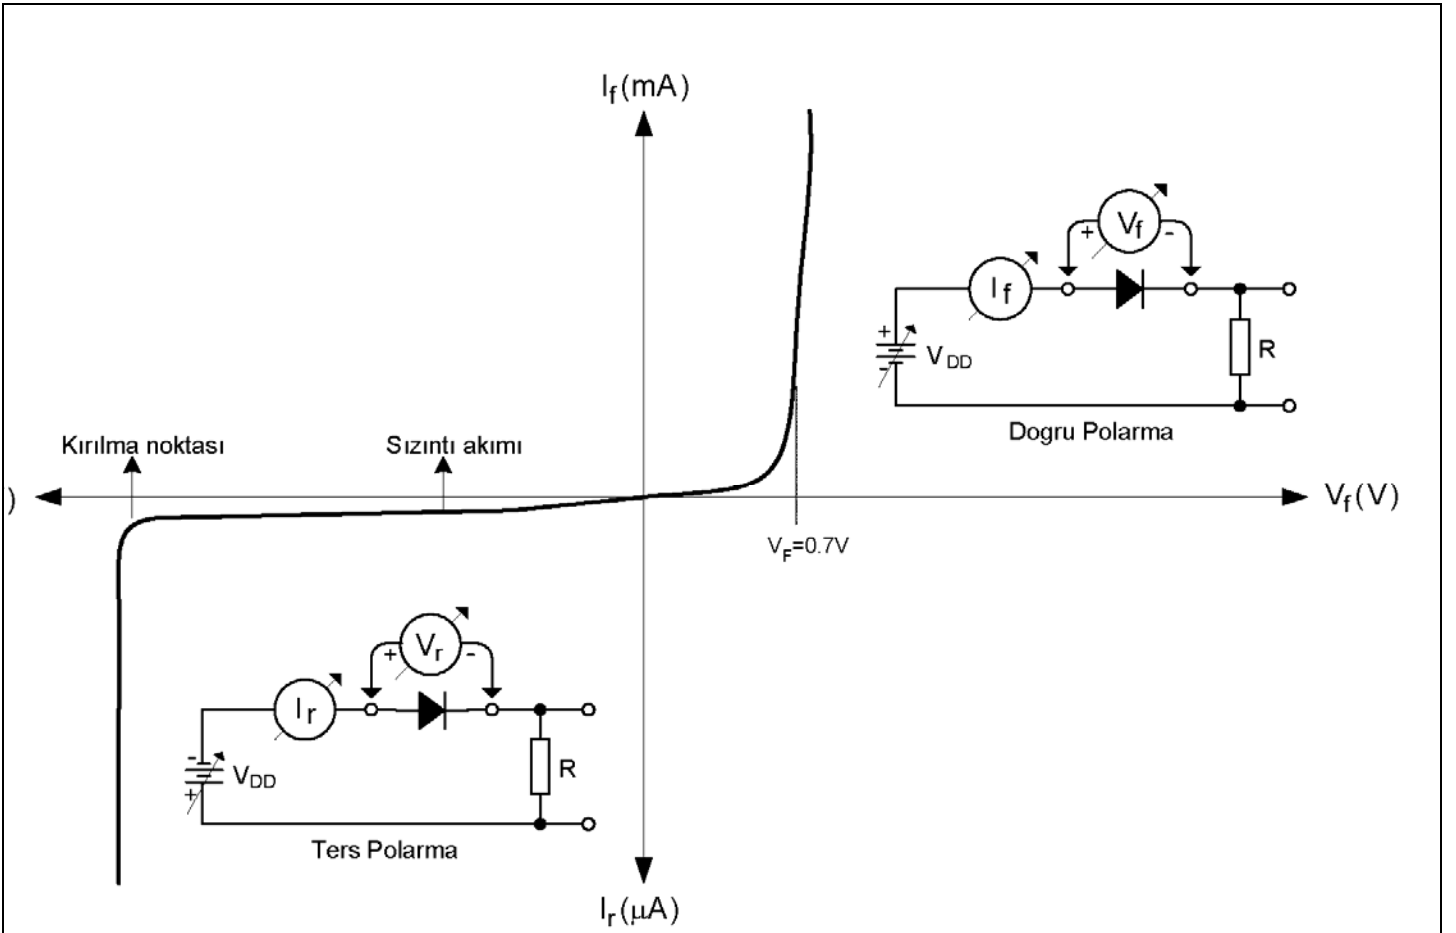 I_f (mA)
V_f
+ -
I_f
+
V_DD
-
R
Dogru Polarma
Kırılma noktası
Sızıntı akımı
)
V_f (V)
V_F=0.7V
V_r
+ -
I_r
-
V_DD
+
R
Ters Polarma
I_r (µA)